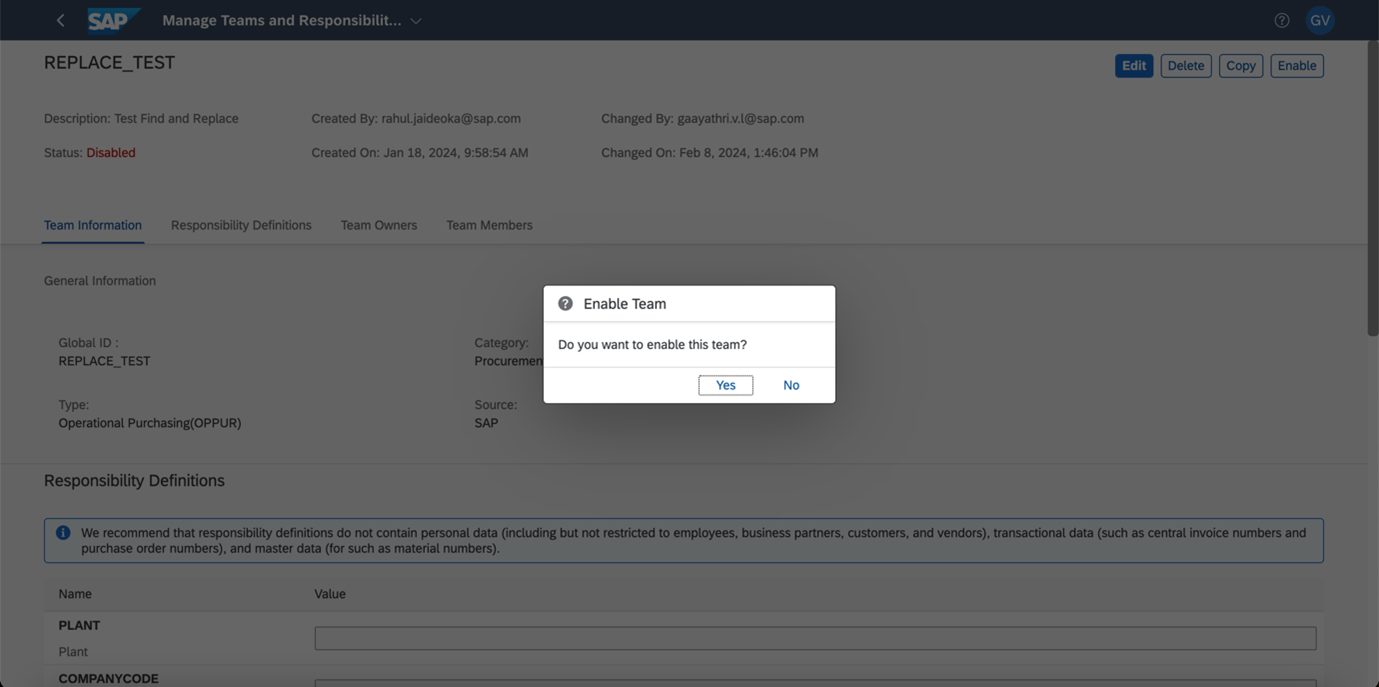 SAP Manage Teams and Responsibilit... GV
REPLACE_TEST Edit Delete Copy Enable
Description: Test Find and Replace Created By: rahul.jaideoka@sap.com Changed By: gaayathri.v.l@sap.com
Status: Disabled Created On: Jan 18, 2024, 9:58:54 AM Changed On: Feb 8, 2024, 1:46:04 PM
Team Information Responsibility Definitions Team Owners Team Members
General Information
Enable Team
Do you want to enable this team?
Yes No
Global ID : Category:
REPLACE_TEST Procuremen
Type: Source:
Operational Purchasing(OPPUR) SAP
Responsibility Definitions
We recommend that responsibility definitions do not contain personal data (including but not restricted to employees, business partners, customers, and vendors), transactional data (such as central invoice numbers and
purchase order numbers), and master data (for such as material numbers).
Name Value
PLANT
Plant
COMPANYCODE